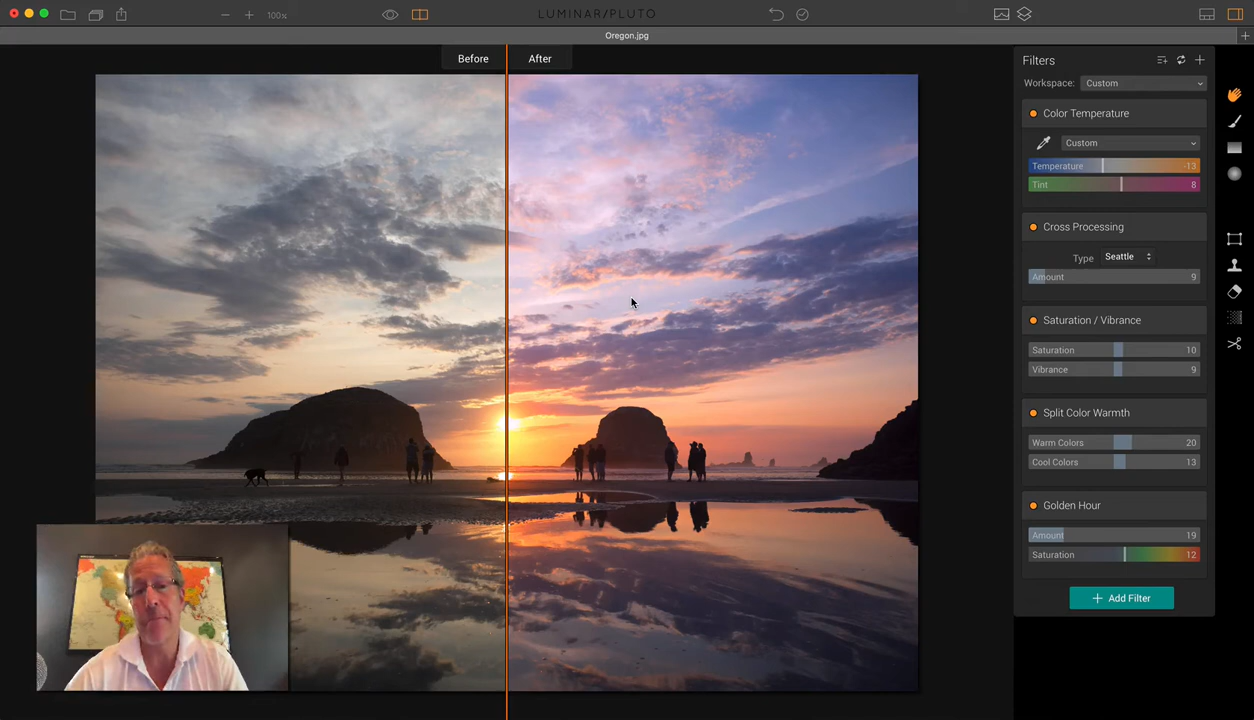 100%
LUMINAR/PLUTO
Oregon.jpg
Before
After
Filters
Workspace: Custom
Color Temperature
Custom
Temperature -13
Tint 8
Cross Processing
Type Seattle
Amount 9
Saturation / Vibrance
Saturation 10
Vibrance 9
Split Color Warmth
Warm Colors 20
Cool Colors 13
Golden Hour
Amount 19
Saturation 12
Add Filter